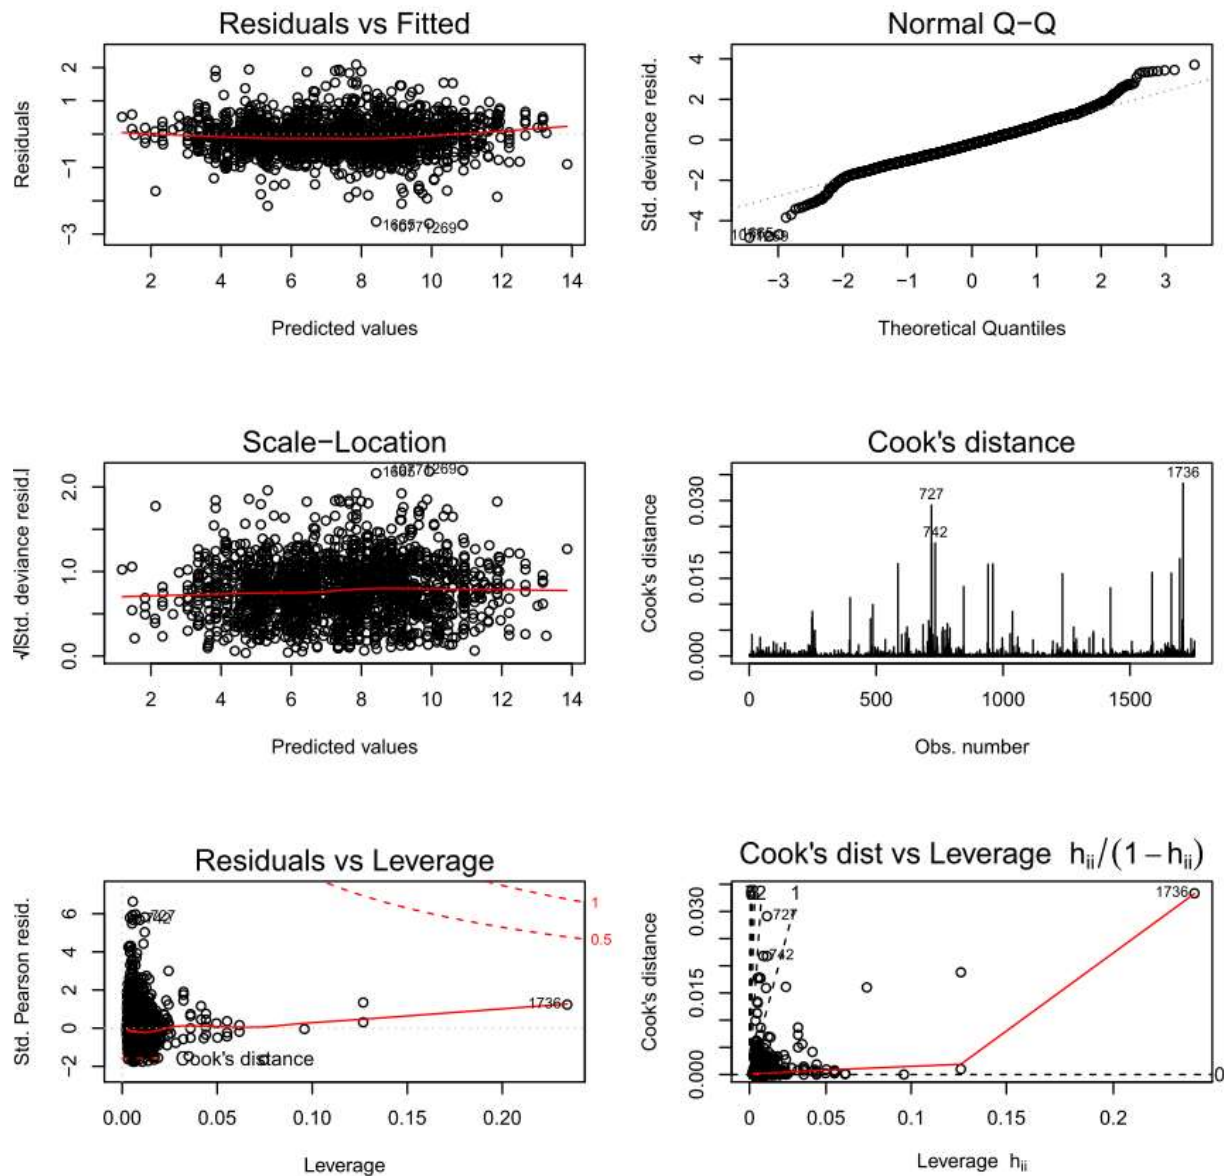 Residuals vs Fitted
Residuals
2
1
−1
−3
1269
2 4 6 8 10 12 14
Predicted values
Normal Q−Q
Std. deviance resid.
4
2
0
−2
−4
−3 −2 −1 0 1 2 3
Theoretical Quantiles
Scale−Location
√|Std. deviance resid.|
2.0
1.0
0.0
1269
2 4 6 8 10 12 14
Predicted values
Cook's distance
Cook's distance
0.030
0.015
0.000
727
742
1736
0 500 1000 1500
Obs. number
Residuals vs Leverage
Std. Pearson resid.
6
4
2
0
−2
727
1736
1
0.5
Cook's distance
0.00 0.05 0.10 0.15 0.20
Leverage
Cook's dist vs Leverage hii/(1−hii)
Cook's distance
0.030
0.015
0.000
1
1736
727
742
0
0 0.05 0.1 0.15 0.2
Leverage hii